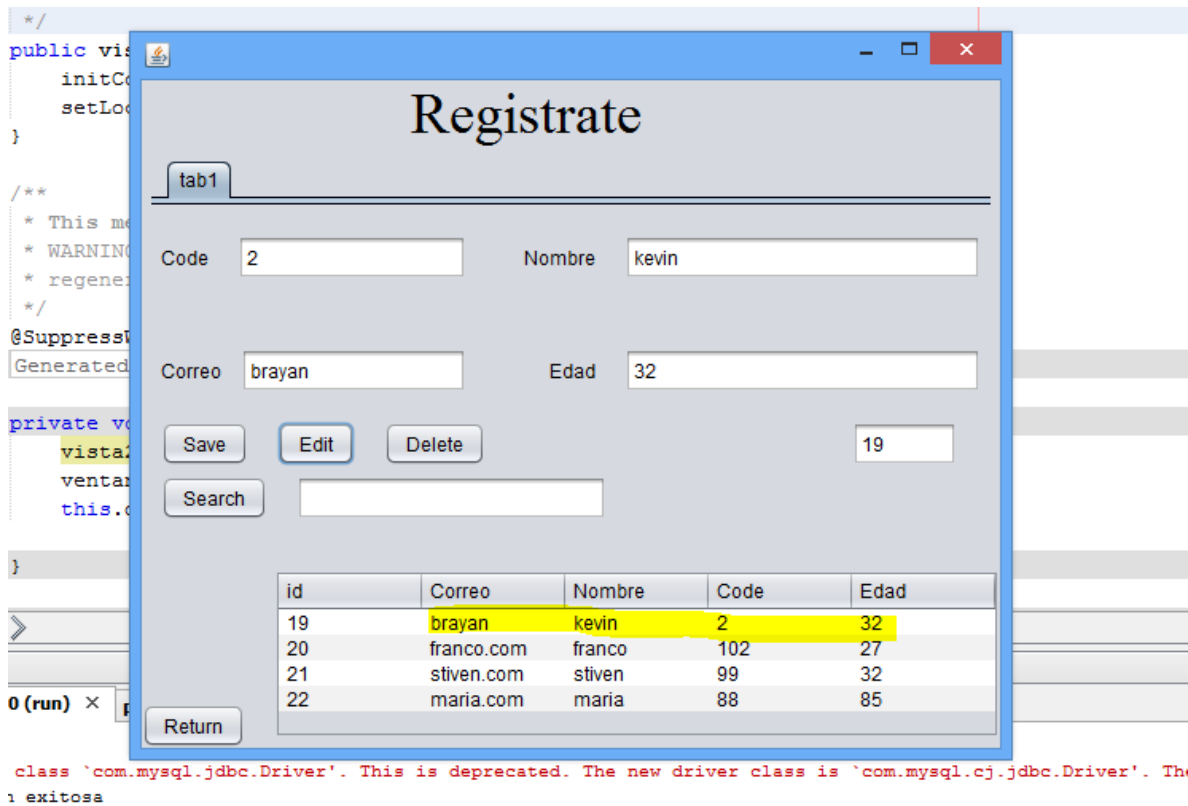 */
public vis
initCo
setLoc
}
/**
* This me
* WARNING
* regener
*/
@SuppressW
Generated
private vo
vista2
ventan
this.d
}
Registrate
tab1
Code 2 Nombre kevin
Correo brayan Edad 32
Save Edit Delete 19
Search
id Correo Nombre Code Edad
19 brayan kevin 2 32
20 franco.com franco 102 27
21 stiven.com stiven 99 32
22 maria.com maria 88 85
Return
0 (run) ×
class `com.mysql.jdbc.Driver'. This is deprecated. The new driver class is `com.mysql.cj.jdbc.Driver'. The
n exitosa